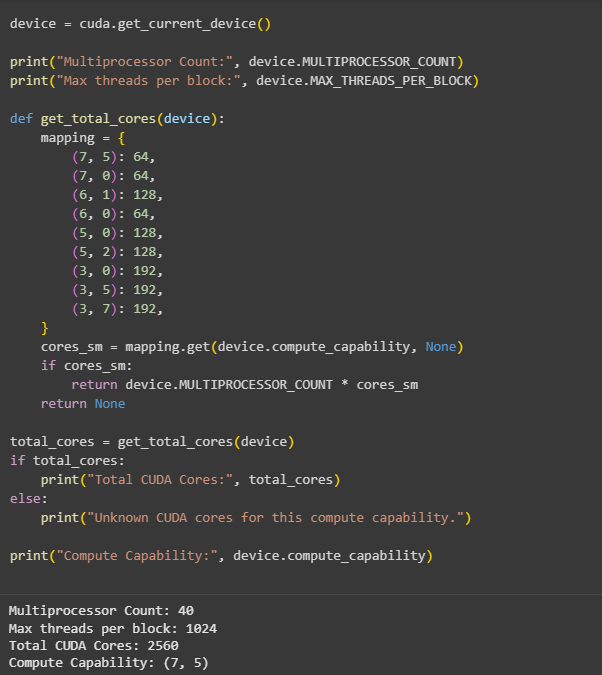 device = cuda.get_current_device()
print("Multiprocessor Count:", device.MULTIPROCESSOR_COUNT)
print("Max threads per block:", device.MAX_THREADS_PER_BLOCK)
def get_total_cores(device):
    mapping = {
        (7, 5): 64,
        (7, 0): 64,
        (6, 1): 128,
        (6, 0): 64,
        (5, 0): 128,
        (5, 2): 128,
        (3, 0): 192,
        (3, 5): 192,
        (3, 7): 192,
    }
    cores_sm = mapping.get(device.compute_capability, None)
    if cores_sm:
        return device.MULTIPROCESSOR_COUNT * cores_sm
    return None
total_cores = get_total_cores(device)
if total_cores:
    print("Total CUDA Cores:", total_cores)
else:
    print("Unknown CUDA cores for this compute capability.")
print("Compute Capability:", device.compute_capability)
Multiprocessor Count: 40
Max threads per block: 1024
Total CUDA Cores: 2560
Compute Capability: (7, 5)